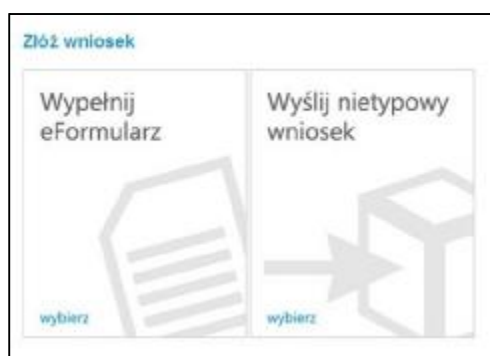 Złóż wniosek
Wypełnij
eFormularz
Wyślij nietypowy
wniosek
wybierz
wybierz